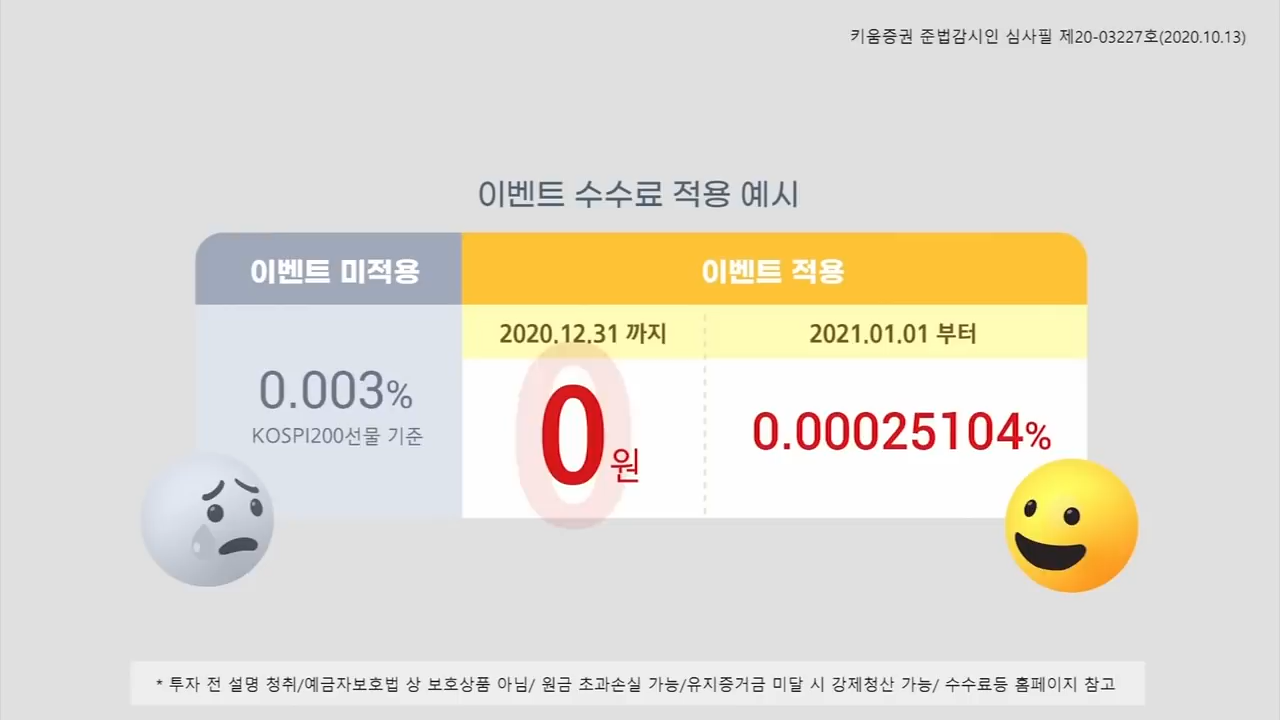 키움증권 준법감시인 심사필 제20-03227호(2020.10.13)
이벤트 수수료 적용 예시
이벤트 미적용
이벤트 적용
2020.12.31 까지
2021.01.01 부터
0.003%
KOSPI200선물 기준
0원
0.00025104%
* 투자 전 설명 청취/예금자보호법 상 보호상품 아님/ 원금 초과손실 가능/유지증거금 미달 시 강제청산 가능/ 수수료등 홈페이지 참고